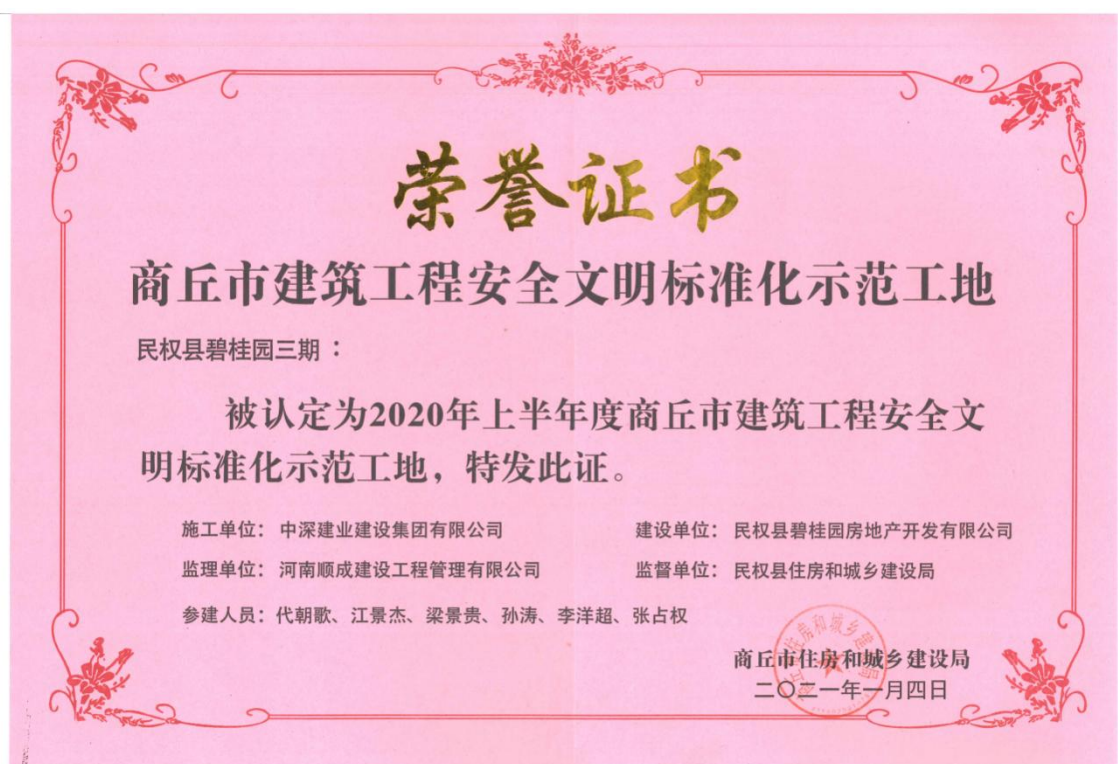 荣誉证书
商丘市建筑工程安全文明标准化示范工地
民权县碧桂园三期：
被认定为2020年上半年度商丘市建筑工程安全文
明标准化示范工地，特发此证。
施工单位：中深建业建设集团有限公司 建设单位：民权县碧桂园房地产开发有限公司
监理单位：河南顺成建设工程管理有限公司 监督单位：民权县住房和城乡建设局
参建人员：代朝歌、江景杰、梁景贵、孙涛、李洋超、张占权
商丘市住房和城乡建设局
二〇二一年一月四日